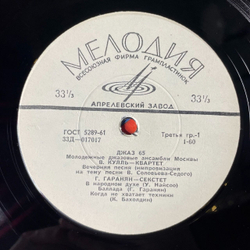 МЕЛОДИЯ
ВСЕСОЮЗНАЯ ФИРМА ГРАМПЛАСТИНОК
33⅓ 33⅓
АПРЕЛЕВСКИЙ ЗАВОД
ГОСТ 5289-61 Третья гр.-1
33Д—017017 1-60
ДЖАЗ 65
Молодежные джазовые ансамбли Москвы
В. КУЛЛЬ—КВАРТЕТ
Вечерняя песня (импровизация
на тему песни В. Соловьева-Седого)
Г. ГАРАНЯН—СЕКСТЕТ
В народном духе (У. Найсоо)
Баллада (Г. Гаранян)
Когда не хватает техники
(К. Бахолдин)